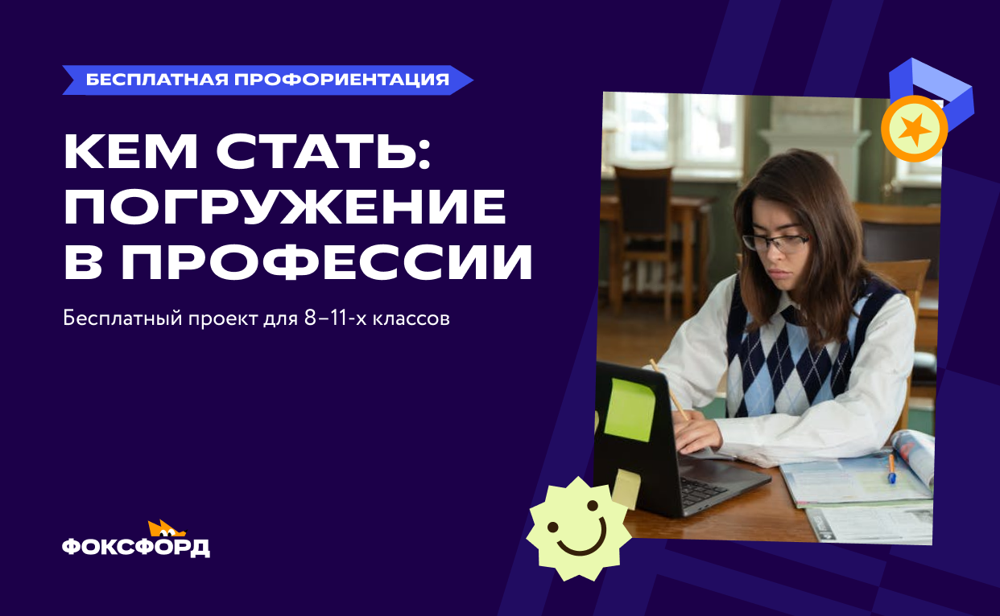 БЕСПЛАТНАЯ ПРОФОРИЕНТАЦИЯ
КЕМ СТАТЬ:
ПОГРУЖЕНИЕ
В ПРОФЕССИИ
Бесплатный проект для 8–11-х классов
ФОКСФОРД